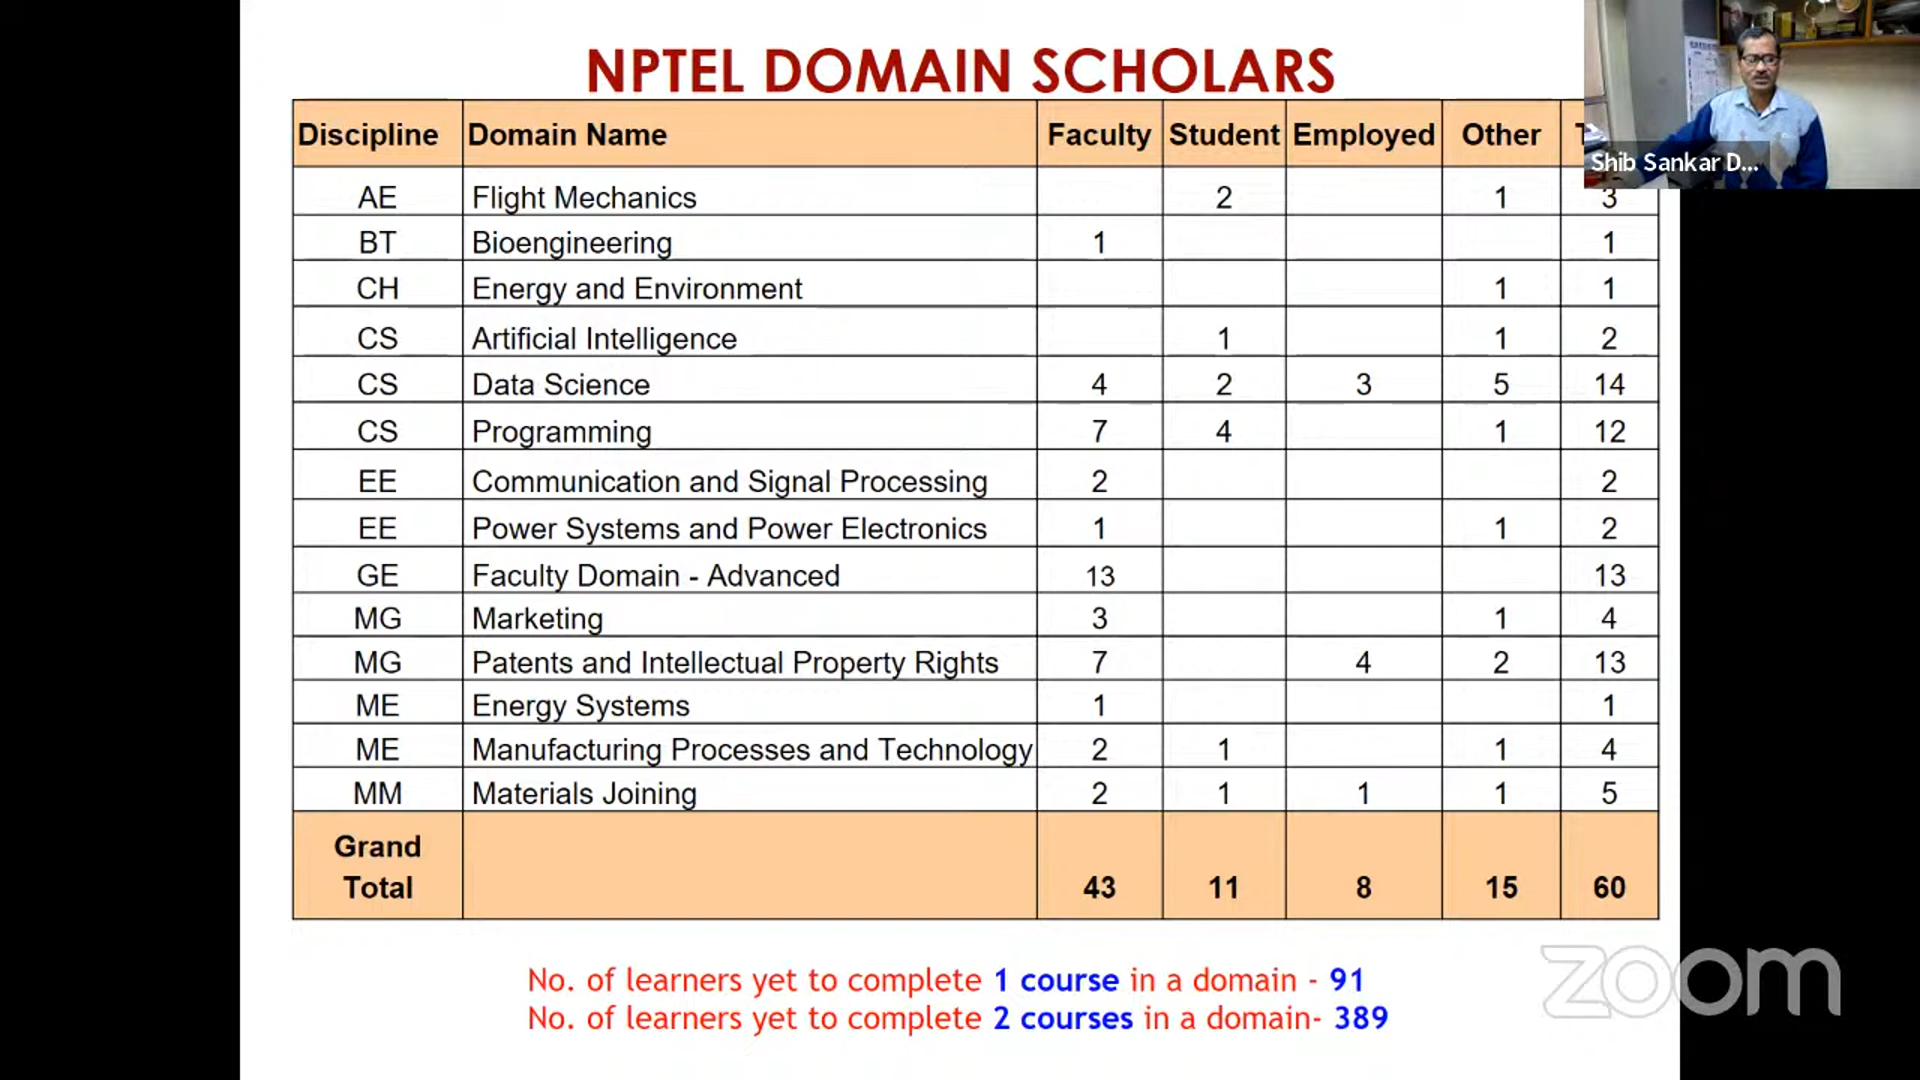 NPTEL DOMAIN SCHOLARS
Discipline Domain Name Faculty Student Employed Other
Shib Sankar D...
AE Flight Mechanics 2 1 3
BT Bioengineering 1 1
CH Energy and Environment 1 1
CS Artificial Intelligence 1 1 2
CS Data Science 4 2 3 5 14
CS Programming 7 4 1 12
EE Communication and Signal Processing 2 2
EE Power Systems and Power Electronics 1 1 2
GE Faculty Domain - Advanced 13 13
MG Marketing 3 1 4
MG Patents and Intellectual Property Rights 7 4 2 13
ME Energy Systems 1 1
ME Manufacturing Processes and Technology 2 1 1 4
MM Materials Joining 2 1 1 1 5
Grand
Total 43 11 8 15 60
No. of learners yet to complete 1 course in a domain - 91
No. of learners yet to complete 2 courses in a domain- 389
zoom